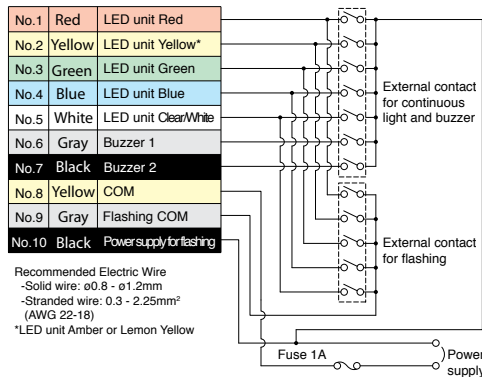 No.1 Red LED unit Red
No.2 Yellow LED unit Yellow*
No.3 Green LED unit Green
No.4 Blue LED unit Blue
No.5 White LED unit Clear/White
No.6 Gray Buzzer 1
No.7 Black Buzzer 2
No.8 Yellow COM
No.9 Gray Flashing COM
No.10 Black Power supply for flashing
External contact
for continuous
light and buzzer
External contact
for flashing
Recommended Electric Wire
-Solid wire: ø0.8 - ø1.2mm
-Stranded wire: 0.3 - 2.25mm²
(AWG 22-18)
*LED unit Amber or Lemon Yellow
Fuse 1A
Power
supply